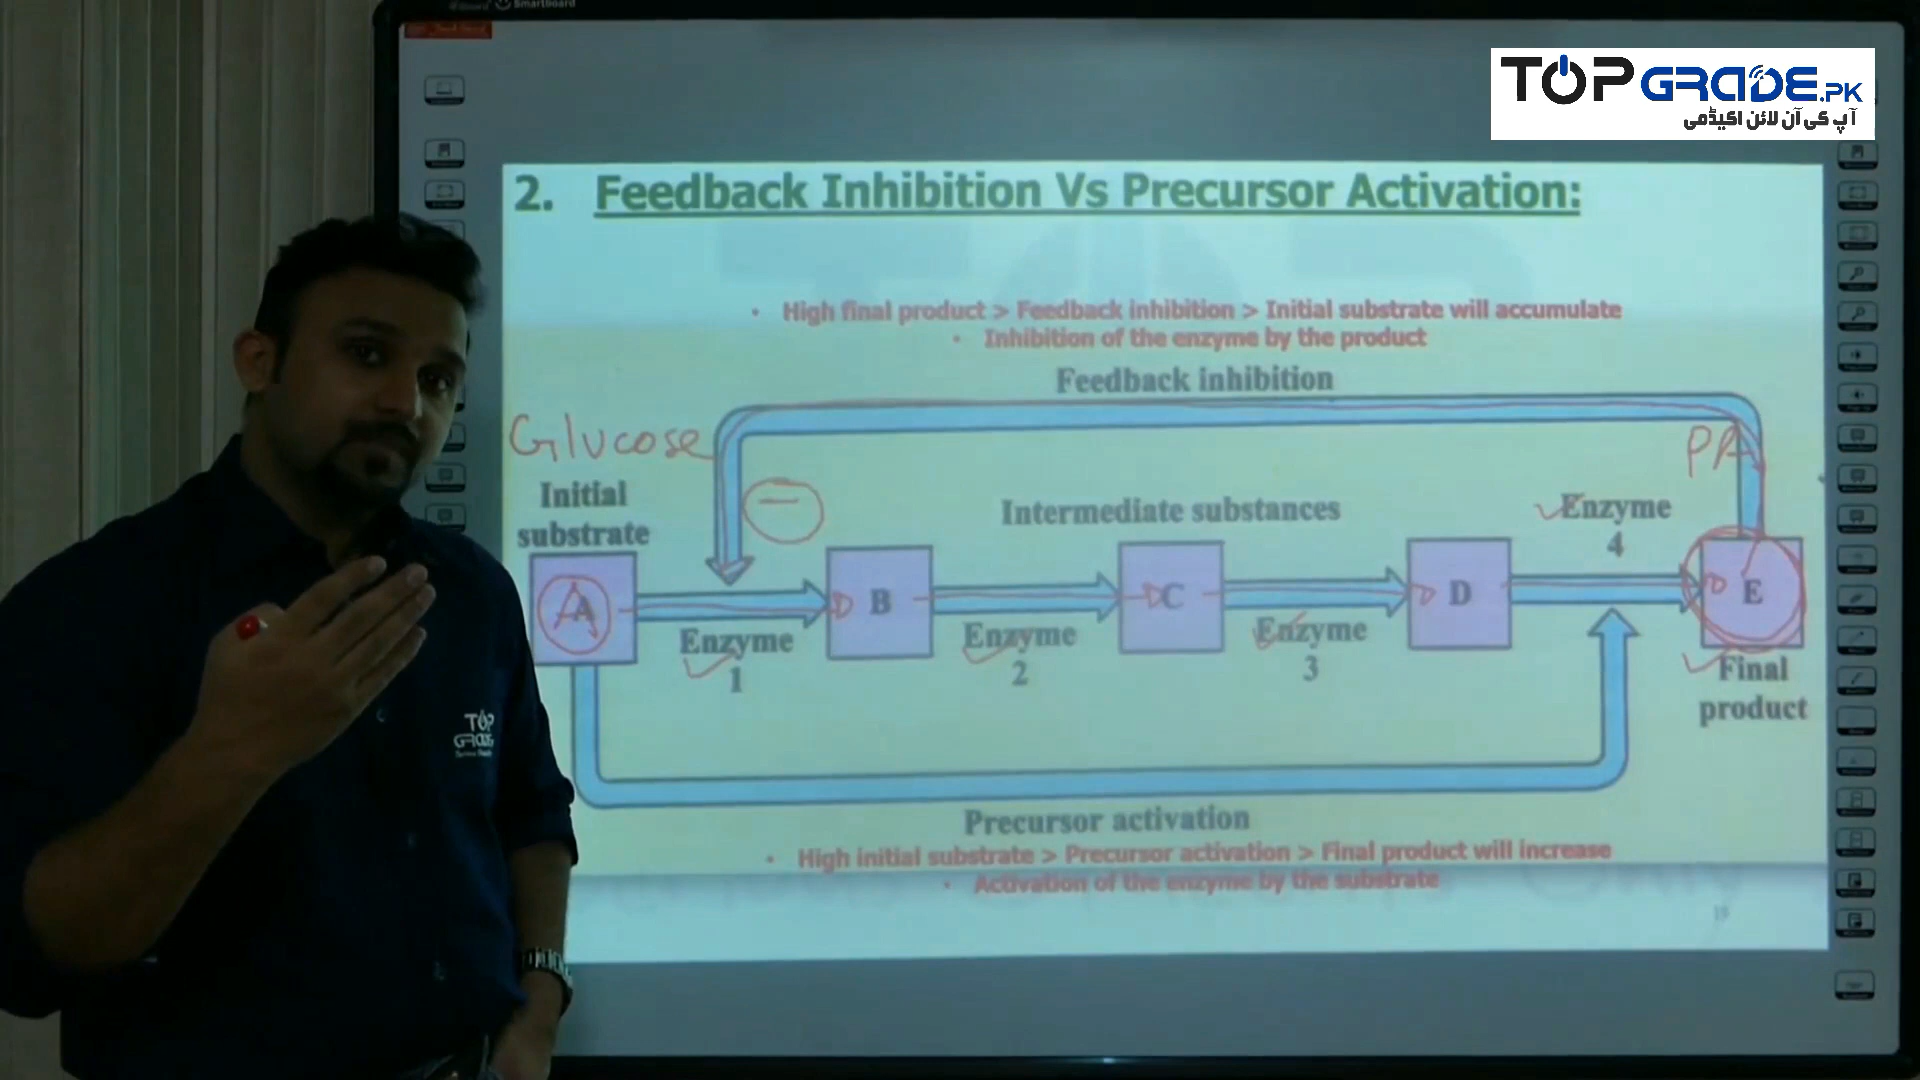 Smartboard
TOPGRADE.PK
آپ کی آن لائن اکیڈمی
2. Feedback Inhibition Vs Precursor Activation:
• High final product > Feedback inhibition > Initial substrate will accumulate
• Inhibition of the enzyme by the product
Feedback inhibition
Glucose
PA
Initial
substrate
Intermediate substances
Enzyme
4
A
B
C
D
E
Enzyme
1
Enzyme
2
Enzyme
3
Final
product
TOP
GRADE
Precursor activation
• High initial substrate > Precursor activation > Final product will increase
• Activation of the enzyme by the substrate
19